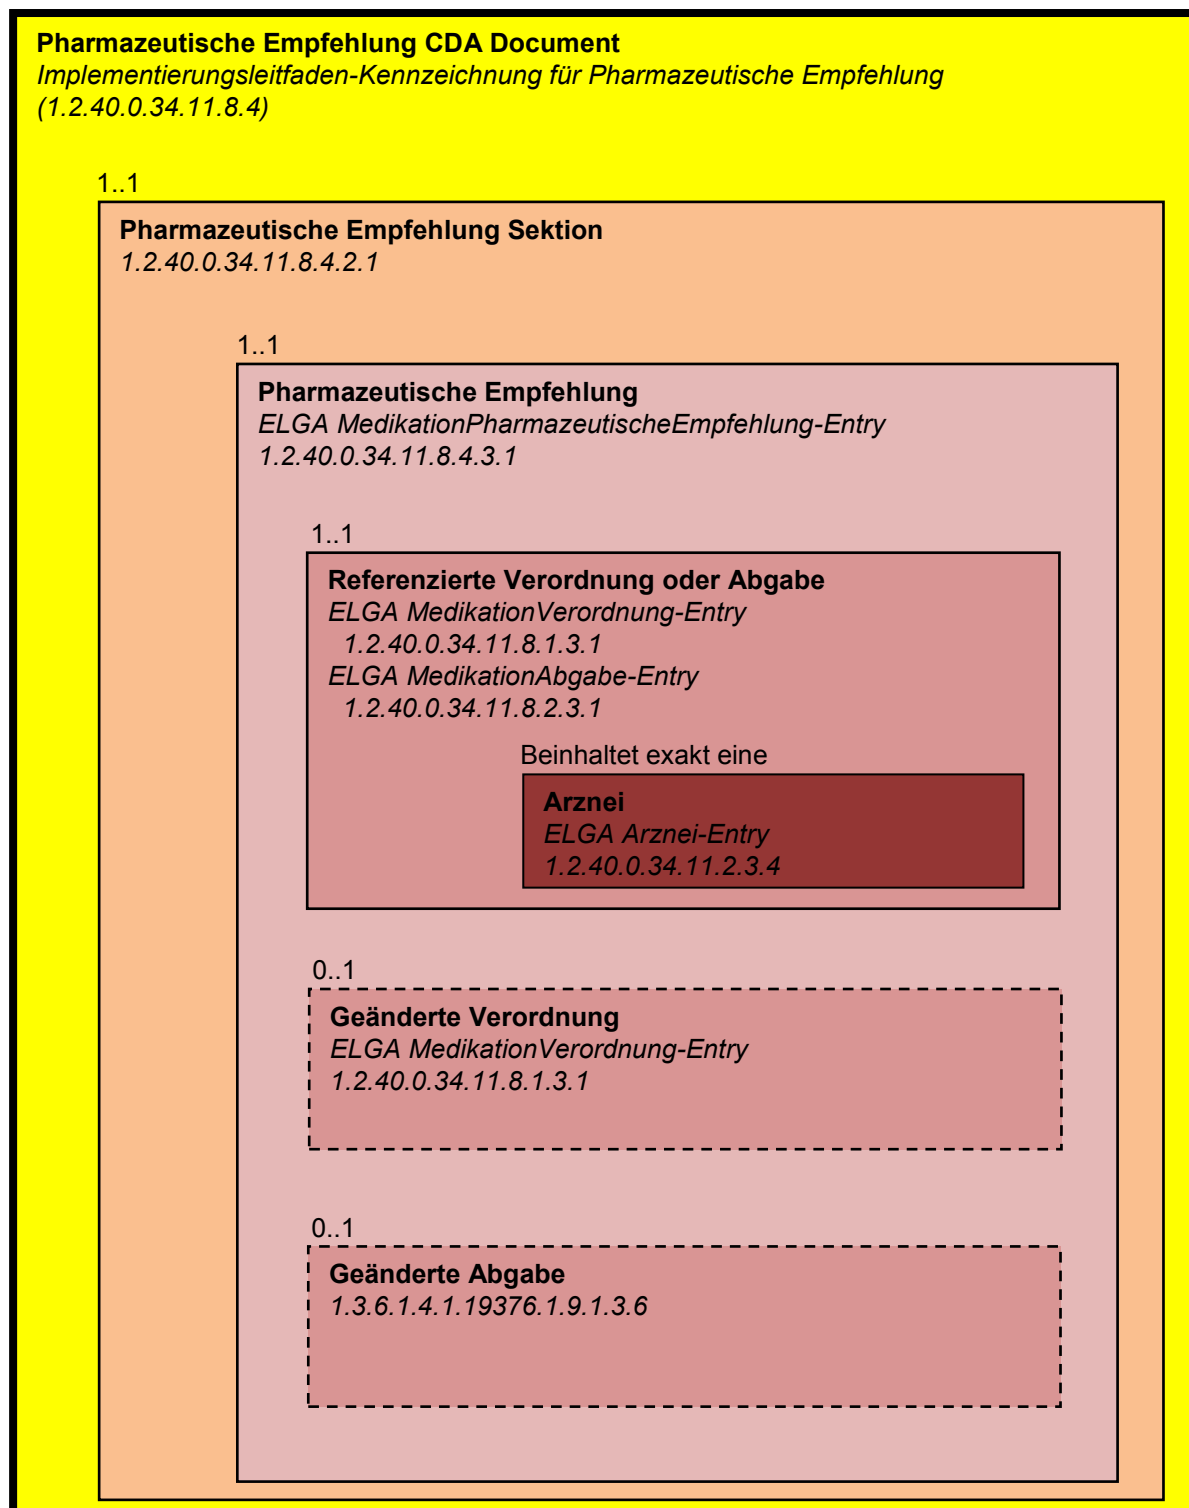 Pharmazeutische Empfehlung CDA Document
Implementierungsleitfaden-Kennzeichnung für Pharmazeutische Empfehlung
(1.2.40.0.34.11.8.4)
1..1
Pharmazeutische Empfehlung Sektion
1.2.40.0.34.11.8.4.2.1
1..1
Pharmazeutische Empfehlung
ELGA MedikationPharmazeutischeEmpfehlung-Entry
1.2.40.0.34.11.8.4.3.1
1..1
Referenzierte Verordnung oder Abgabe
ELGA MedikationVerordnung-Entry
1.2.40.0.34.11.8.1.3.1
ELGA MedikationAbgabe-Entry
1.2.40.0.34.11.8.2.3.1
Beinhaltet exakt eine
Arznei
ELGA Arznei-Entry
1.2.40.0.34.11.2.3.4
0..1
Geänderte Verordnung
ELGA MedikationVerordnung-Entry
1.2.40.0.34.11.8.1.3.1
0..1
Geänderte Abgabe
1.3.6.1.4.1.19376.1.9.1.3.6